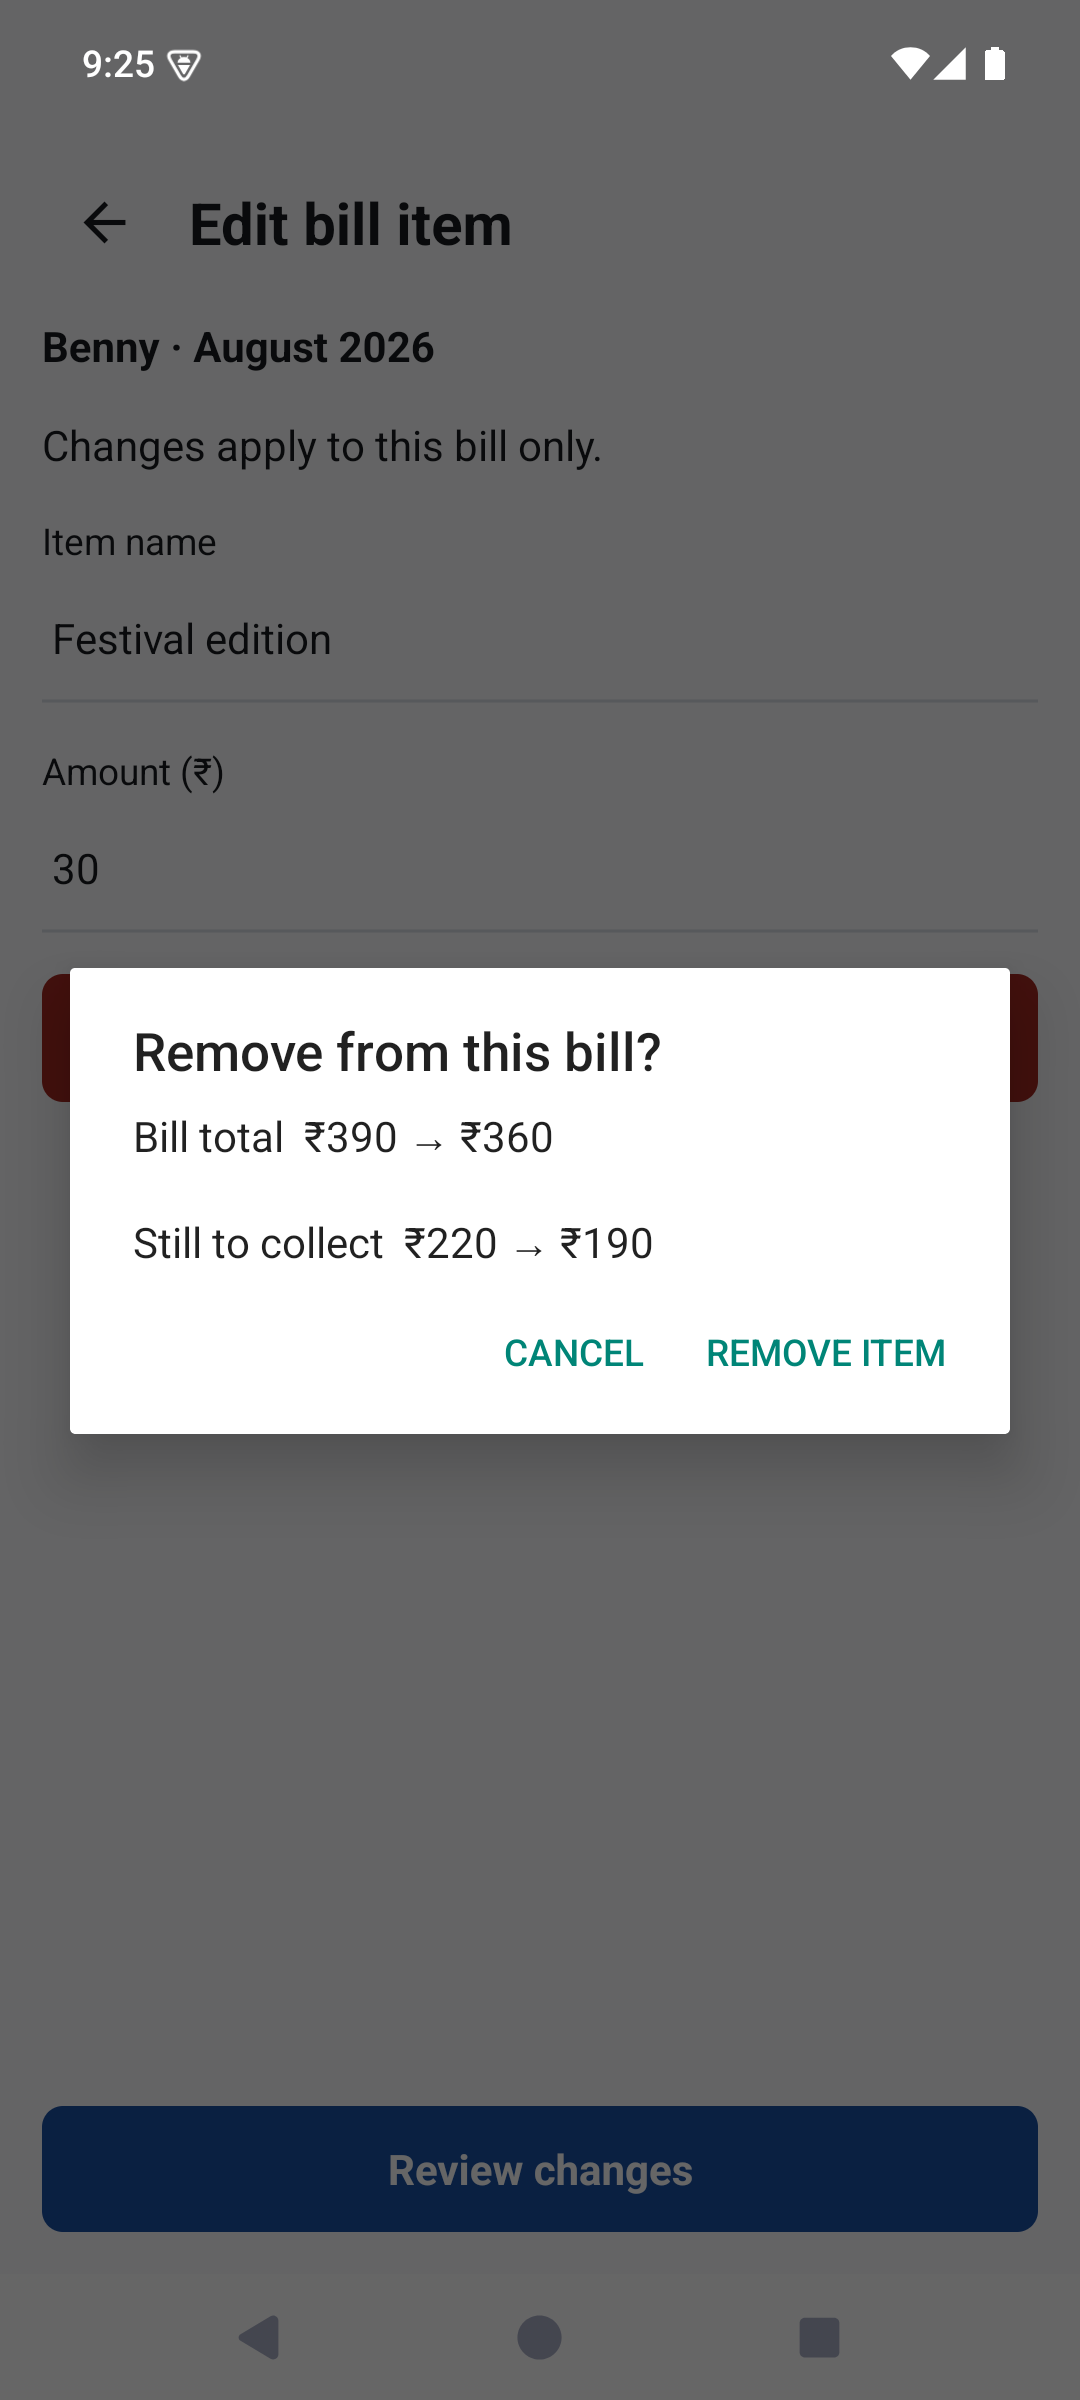 9:25
Edit bill item
Benny · August 2026
Changes apply to this bill only.
Item name
Festival edition
Amount (₹)
30
Remove from this bill?
Bill total ₹390 → ₹360
Still to collect ₹220 → ₹190
CANCEL REMOVE ITEM
Review changes